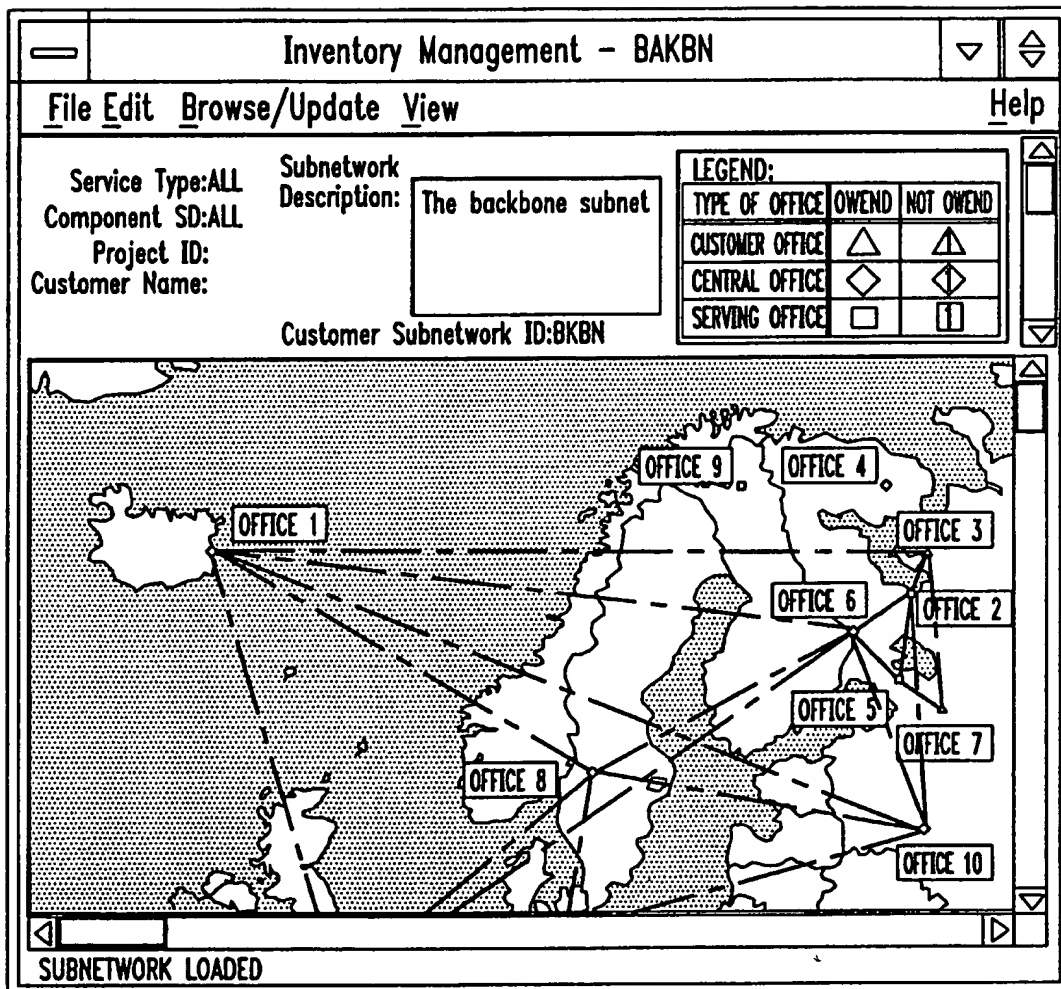 Inventory Management - BAKBN
File Edit Browse/Update View Help
Service Type:ALL
Component SD:ALL
Project ID:
Customer Name:
Subnetwork
Description:
The backbone subnet
Customer Subnetwork ID:BKBN
LEGEND:
TYPE OF OFFICE OWEND NOT OWEND
CUSTOMER OFFICE
CENTRAL OFFICE
SERVING OFFICE
OFFICE 9
OFFICE 4
OFFICE 1
OFFICE 3
OFFICE 6
OFFICE 2
OFFICE 5
OFFICE 7
OFFICE 8
OFFICE 10
SUBNETWORK LOADED